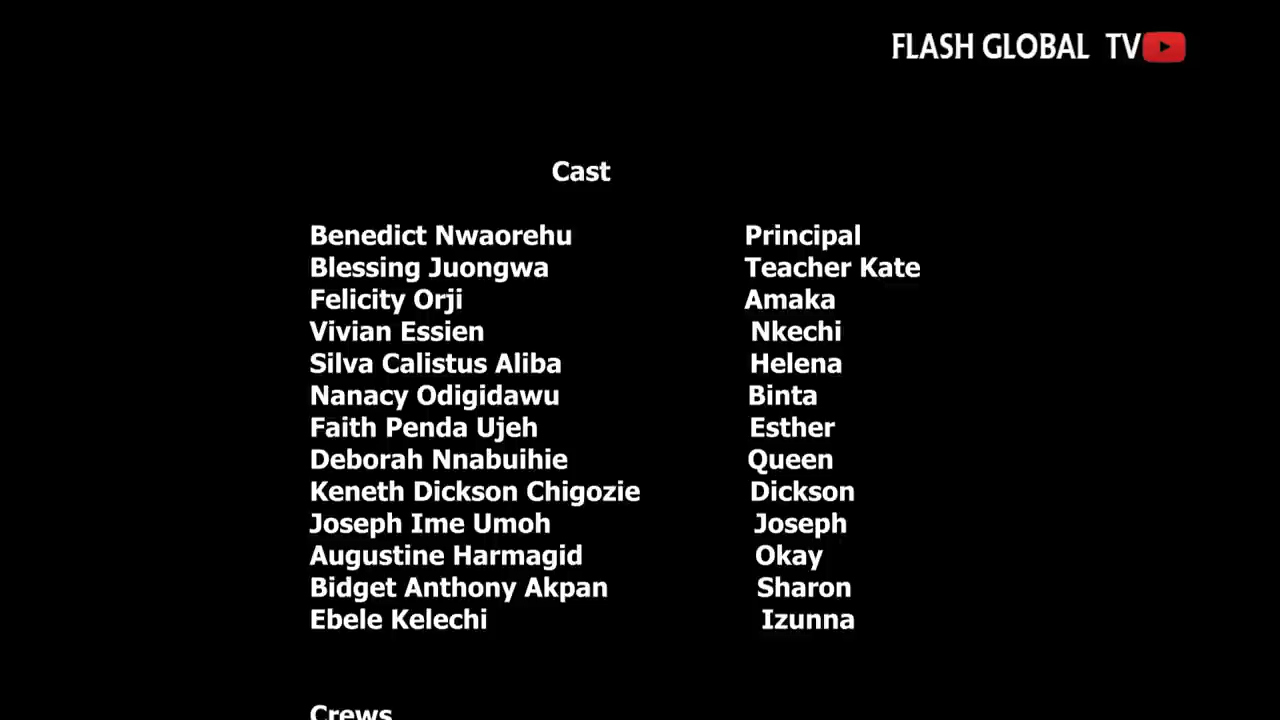 FLASH GLOBAL TV
Cast
Benedict Nwaorehu Principal
Blessing Juongwa Teacher Kate
Felicity Orji Amaka
Vivian Essien Nkechi
Silva Calistus Aliba Helena
Nanacy Odigidawu Binta
Faith Penda Ujeh Esther
Deborah Nnabuihie Queen
Keneth Dickson Chigozie Dickson
Joseph Ime Umoh Joseph
Augustine Harmagid Okay
Bidget Anthony Akpan Sharon
Ebele Kelechi Izunna
Crews